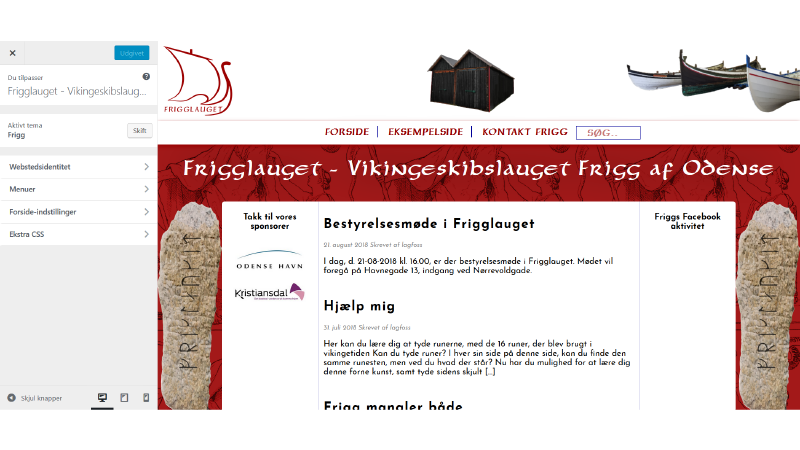 Udgivet
Du tilpasser
Frigglauget - Vikingeskibslaug...
Aktivt tema
Frigg
Skift
Webstedsidentitet
Menuer
Forside-indstillinger
Ekstra CSS
Skjul knapper
FRIGGLAUGET
FORSIDE
EKSEMPELSIDE
KONTAKT FRIGG
SØG...
Frigglauget - Vikingeskibslauget Frigg af Odense
Takk til vores
sponsorer
ODENSE HAVN
Kristiansdal
Bestyrelsesmøde i Frigglauget
21. august 2018 Skrevet af lagfoss
I dag, d. 21-08-2018 kl. 16.00, er der bestyrelsesmøde i Frigglauget. Mødet vil
foregå på Havnegade 13, indgang ved Nørrevoldgade.
Hjælp mig
31. juli 2018 Skrevet af lagfoss
Her kan du lære dig at tyde runerne, med de 16 runer, der blev brugt i
vikingetiden Kan du tyde runer? I hver sin side på denne side, kan du finde den
samme runesten, men ved du hvad der står? Nu har du mulighed for at lære dig
denne forne kunst, samt tyde sidens skjult [...]
Frigg mangler både
Friggs Facebook
aktivitet